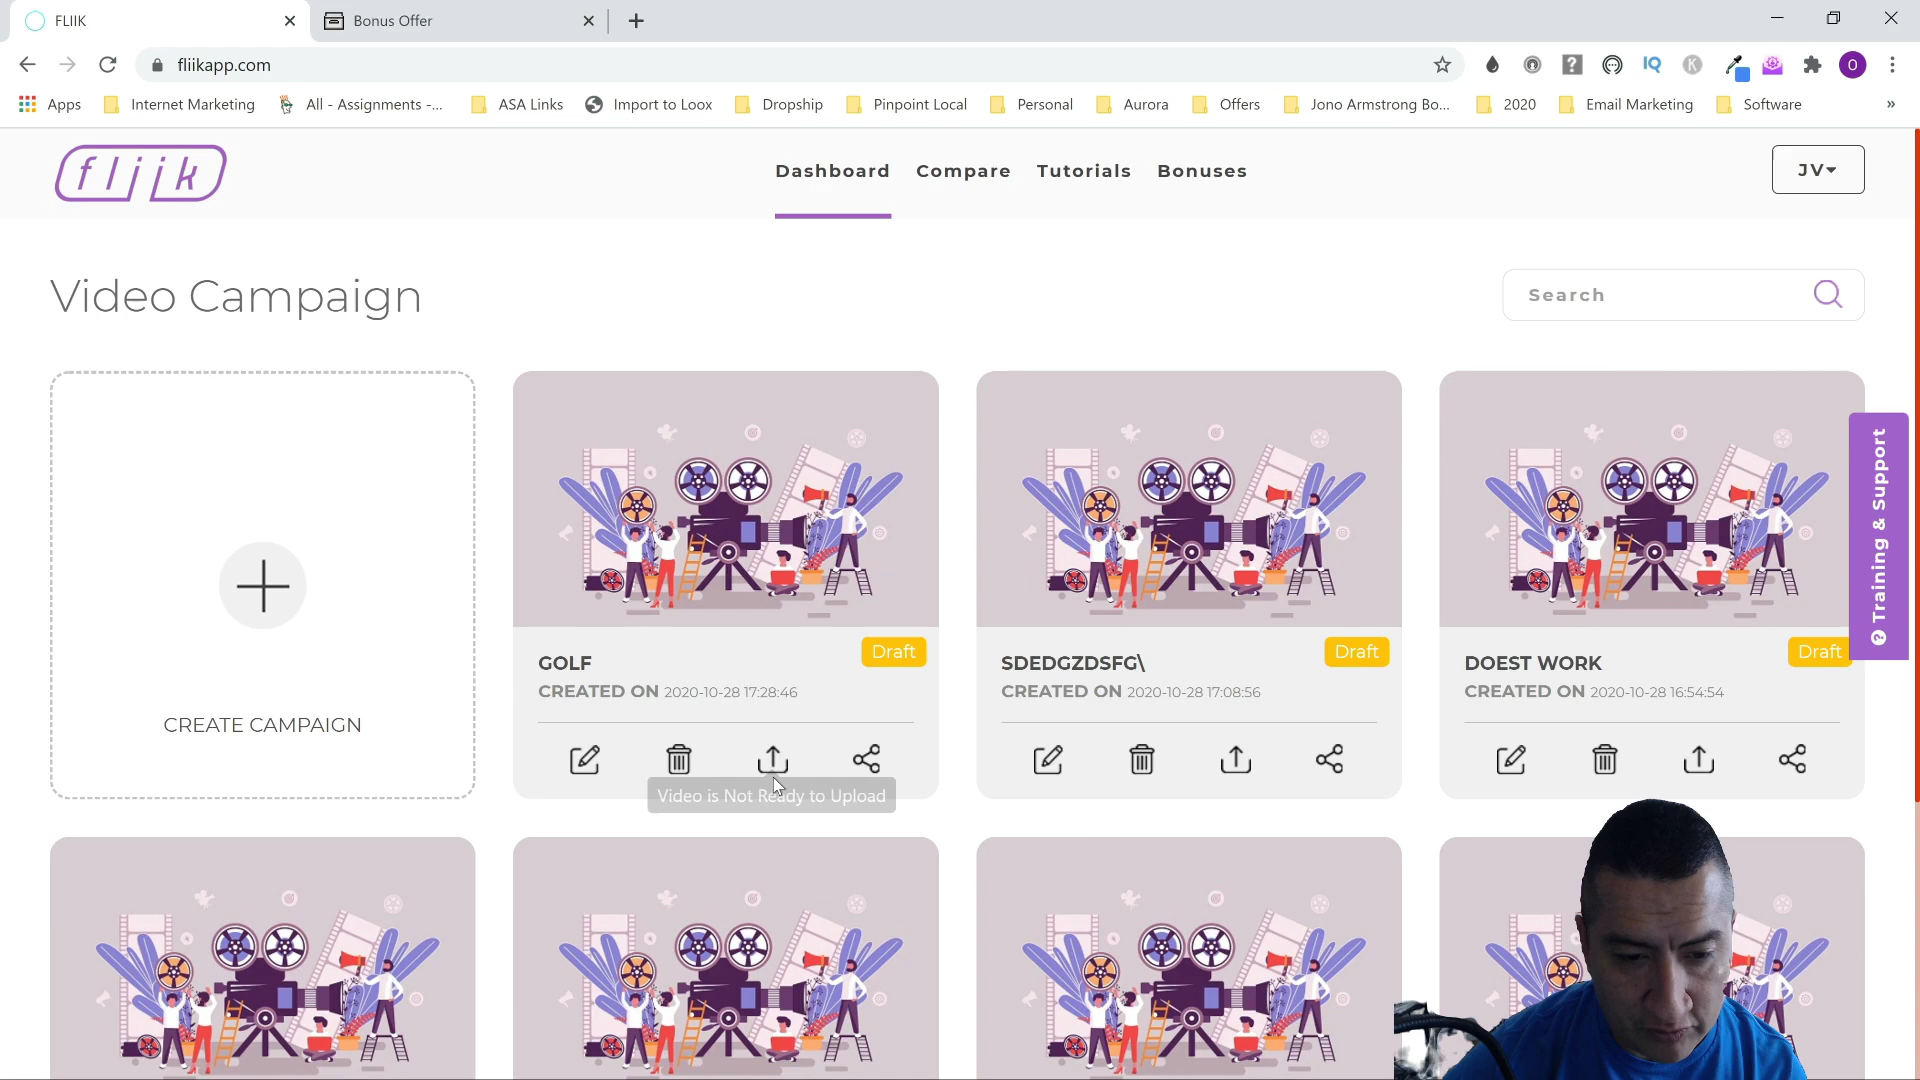 FLIIK
Bonus Offer
fliikapp.com
IQ
K
O
Apps
Internet Marketing
All - Assignments -...
ASA Links
Import to Loox
Dropship
Pinpoint Local
Personal
Aurora
Offers
Jono Armstrong Bo...
2020
Email Marketing
Software
»
fliik
Dashboard
Compare
Tutorials
Bonuses
JV
Video Campaign
Search
CREATE CAMPAIGN
Draft
GOLF
CREATED ON 2020-10-28 17:28:46
Video is Not Ready to Upload
Draft
SDEDGZDSFG\
CREATED ON 2020-10-28 17:08:56
Draft
DOEST WORK
CREATED ON 2020-10-28 16:54:54
? Training & Support